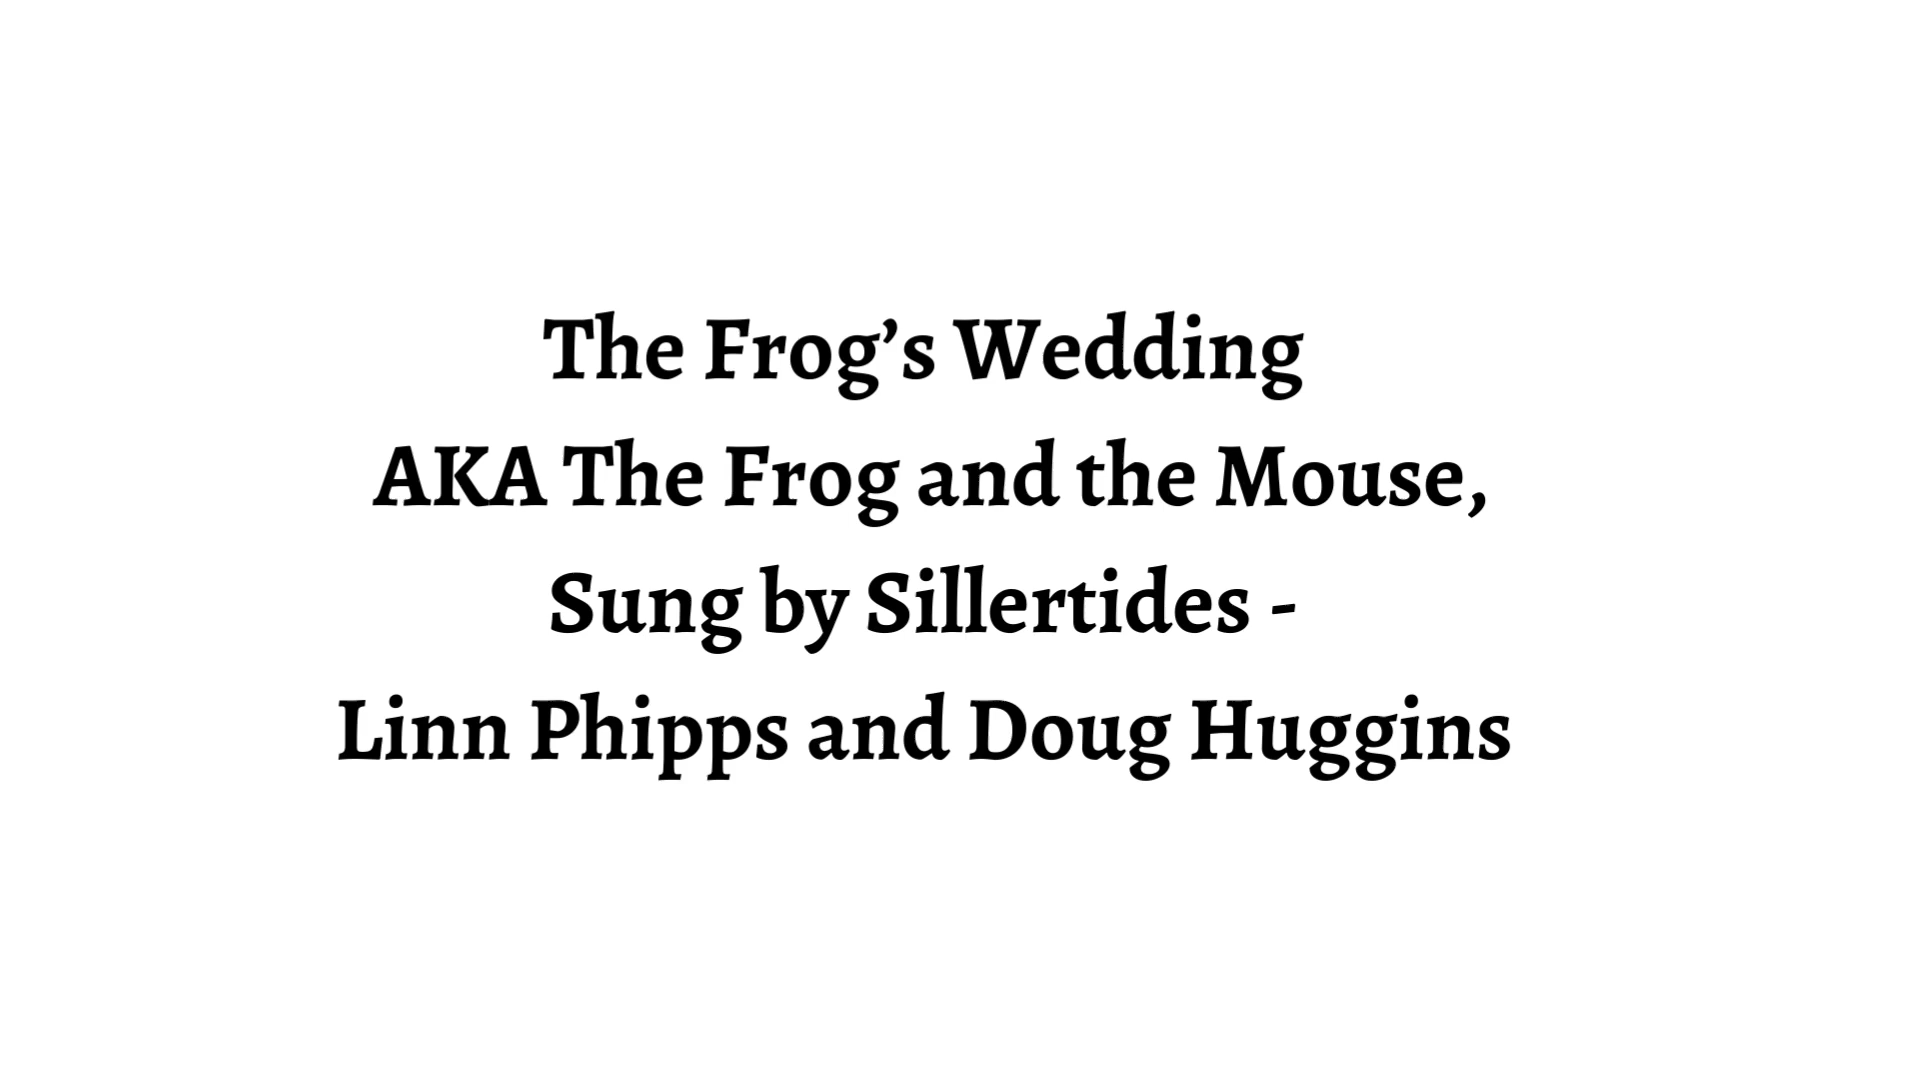 The Frog’s Wedding
AKA The Frog and the Mouse,
Sung by Sillertides -
Linn Phipps and Doug Huggins